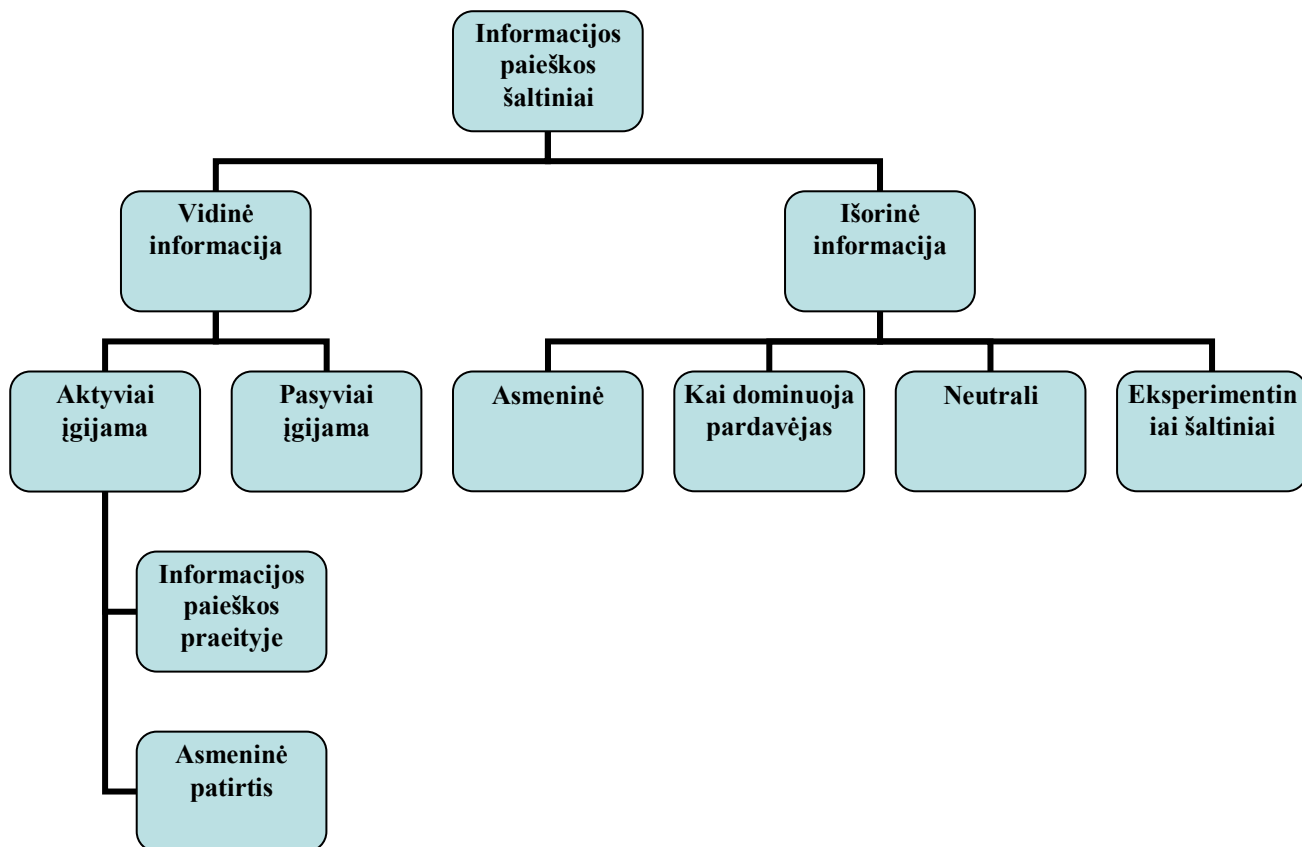 Informacijos
paieškos
šaltiniai
Vidinė
informacija
Išorinė
informacija
Aktyviai
įgijama
Pasyviai
įgijama
Asmeninė
Kai dominuoja
pardavėjas
Neutrali
Eksperimentin
iai šaltiniai
Informacijos
paieškos
praeityje
Asmeninė
patirtis